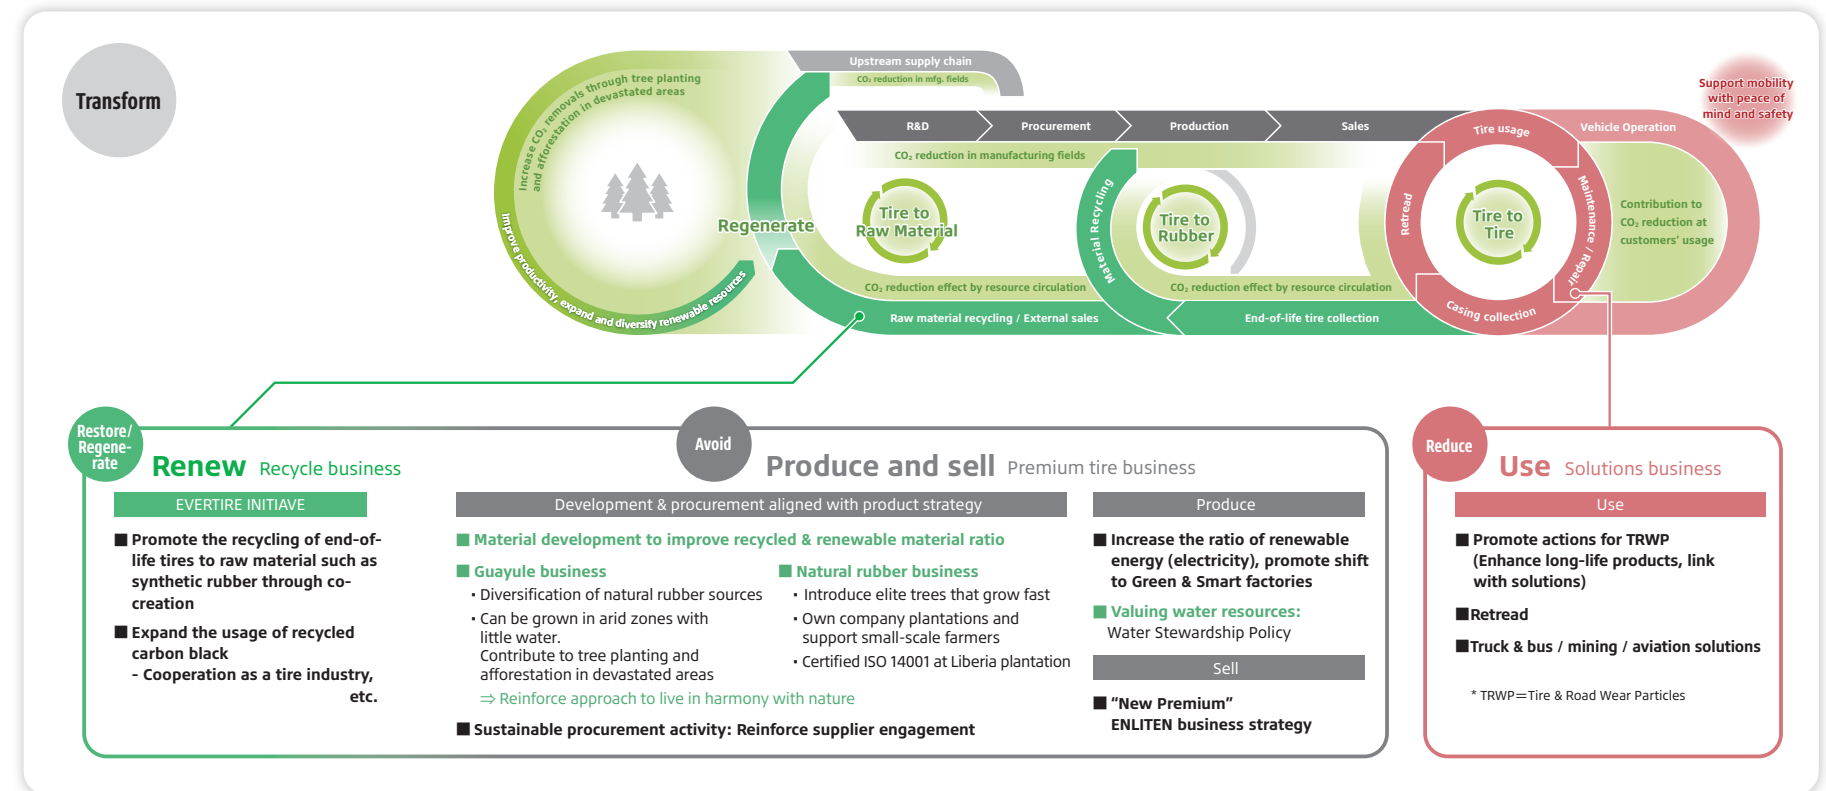 Transform
Increase CO₂ removals through tree planting
and afforestation in devastated areas
Improve productivity, expand and diversify renewable resources
Regenerate
Upstream supply chain
CO₂ reduction in mfg. fields
R&D
Procurement
Production
Sales
CO₂ reduction in manufacturing fields
Tire to
Raw Material
Material Recycling
Tire to
Rubber
CO₂ reduction effect by resource circulation
CO₂ reduction effect by resource circulation
Raw material recycling / External sales
End-of-life tire collection
Tire usage
Maintenance / Repair
Casing collection
Retread
Tire to
Tire
Vehicle Operation
Contribution to
CO₂ reduction at
customers' usage
Support mobility
with peace of
mind and safety
Restore/
Regene-
rate
Renew Recycle business
EVERTIRE INITIAVE
■ Promote the recycling of end-of-
life tires to raw material such as
synthetic rubber through co-
creation
■ Expand the usage of recycled
carbon black
- Cooperation as a tire industry,
etc.
Avoid
Produce and sell Premium tire business
Development & procurement aligned with product strategy
■ Material development to improve recycled & renewable material ratio
■ Guayule business
・Diversification of natural rubber sources
・Can be grown in arid zones with
little water.
Contribute to tree planting and
afforestation in devastated areas
■ Natural rubber business
・Introduce elite trees that grow fast
・Own company plantations and
support small-scale farmers
・Certified ISO 14001 at Liberia plantation
⇒ Reinforce approach to live in harmony with nature
■ Sustainable procurement activity: Reinforce supplier engagement
Produce
■ Increase the ratio of renewable
energy (electricity), promote shift
to Green & Smart factories
■ Valuing water resources:
Water Stewardship Policy
Sell
■ “New Premium”
ENLITEN business strategy
Reduce
Use Solutions business
Use
■ Promote actions for TRWP
(Enhance long-life products, link
with solutions)
■Retread
■Truck & bus / mining / aviation solutions
* TRWP＝Tire & Road Wear Particles